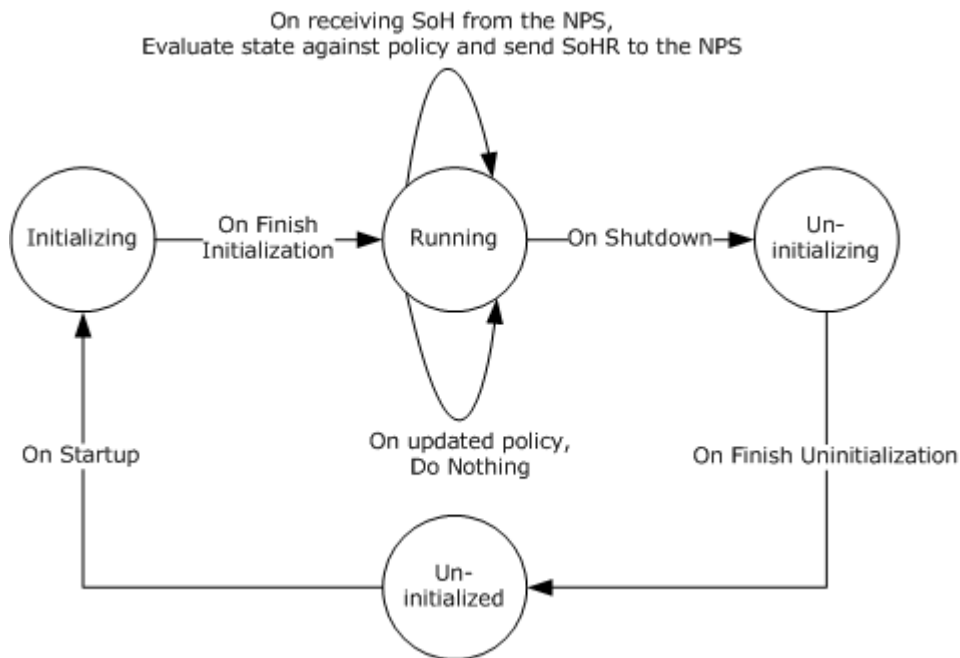 On receiving SoH from the NPS,
Evaluate state against policy and send SoHR to the NPS
Initializing
On Finish
Initialization
Running
On Shutdown
Un-
initializing
On updated policy,
Do Nothing
On Startup
On Finish Uninitialization
Un-
initialized